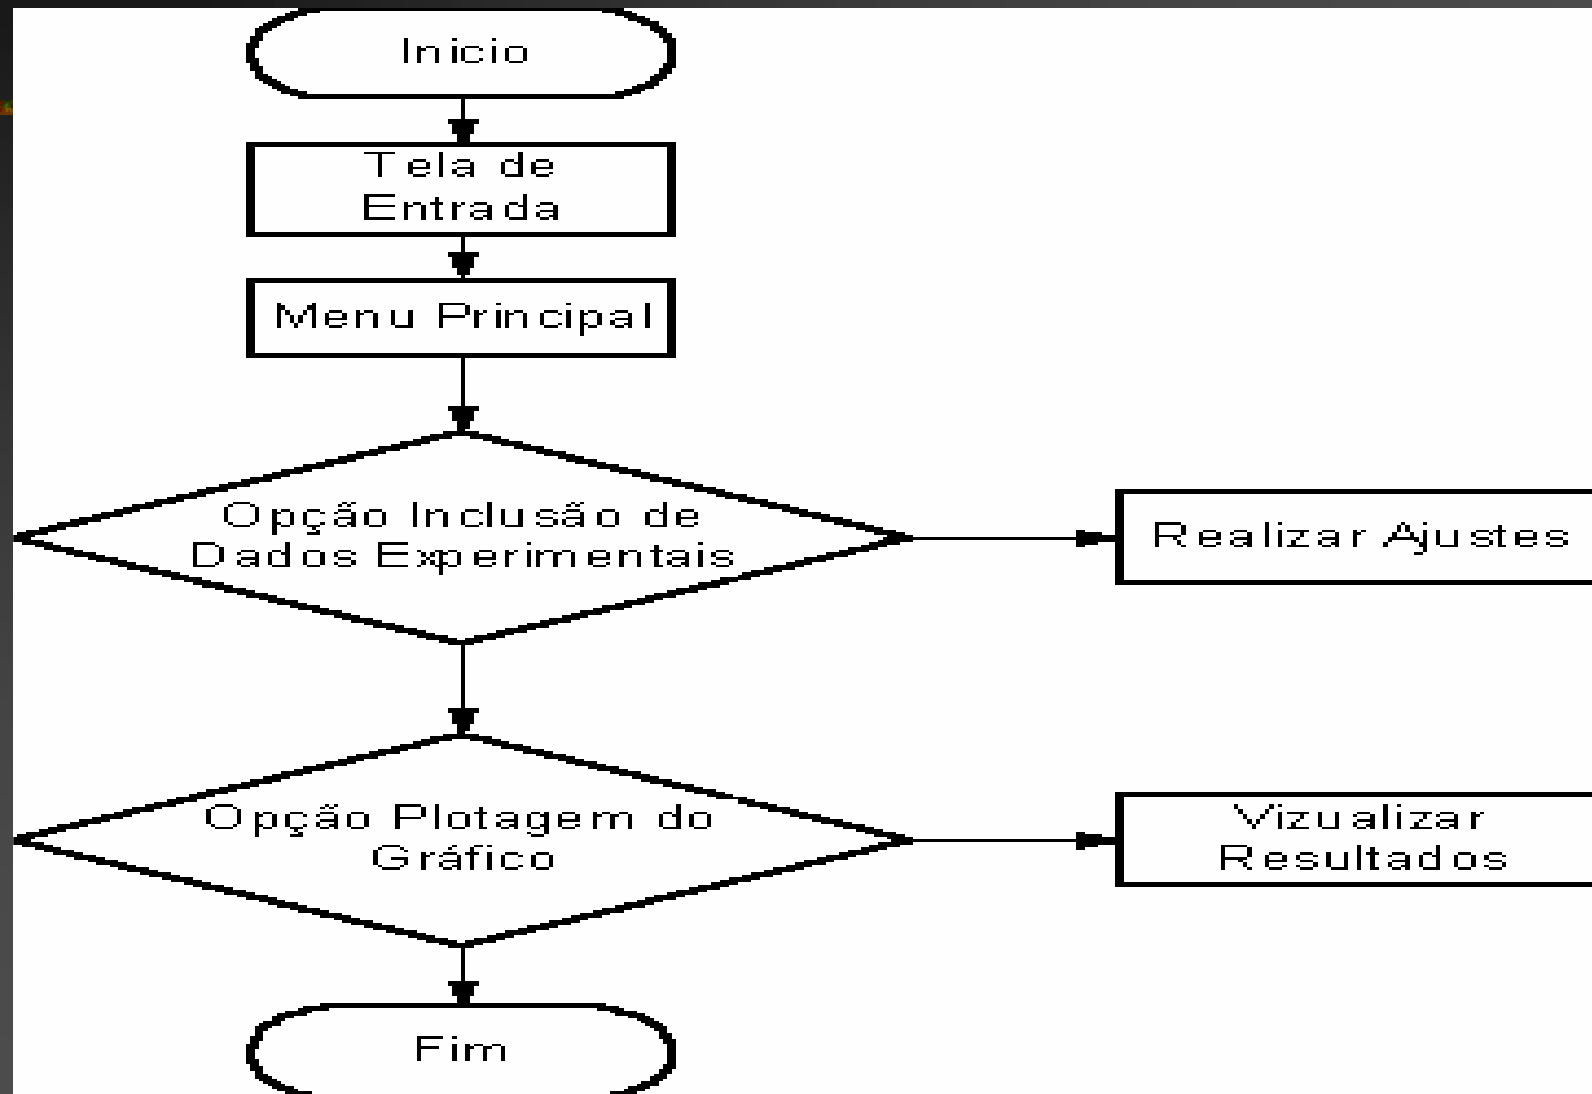 Inicio
Tela de
Entrada
Menu Principal
Opção Inclusão de
Dados Experimentais
Realizar Ajustes
Opção Plotagem do
Gráfico
Vizualizar
Resultados
Fim